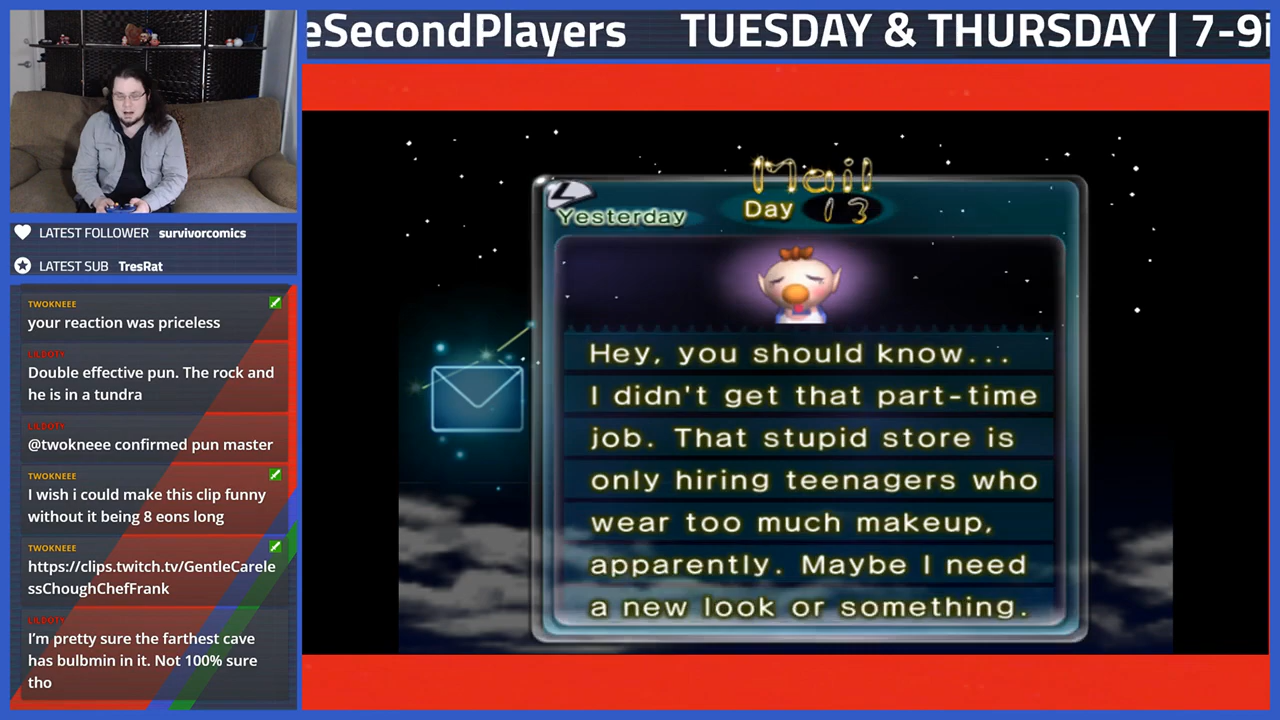 eSecondPlayers TUESDAY & THURSDAY | 7-9
LATEST FOLLOWER survivorcomics
LATEST SUB TresRat
TWOKNEEE
your reaction was priceless
LILDOTY
Double effective pun. The rock and
he is in a tundra
LILDOTY
@twokneee confirmed pun master
TWOKNEEE
I wish i could make this clip funny
without it being 8 eons long
TWOKNEEE
https://clips.twitch.tv/GentleCarele
ssChoughChefFrank
LILDOTY
I'm pretty sure the farthest cave
has bulbmin in it. Not 100% sure
tho
Mail
Yesterday
Day 13
Hey, you should know...
I didn't get that part-time
job. That stupid store is
only hiring teenagers who
wear too much makeup,
apparently. Maybe I need
a new look or something.